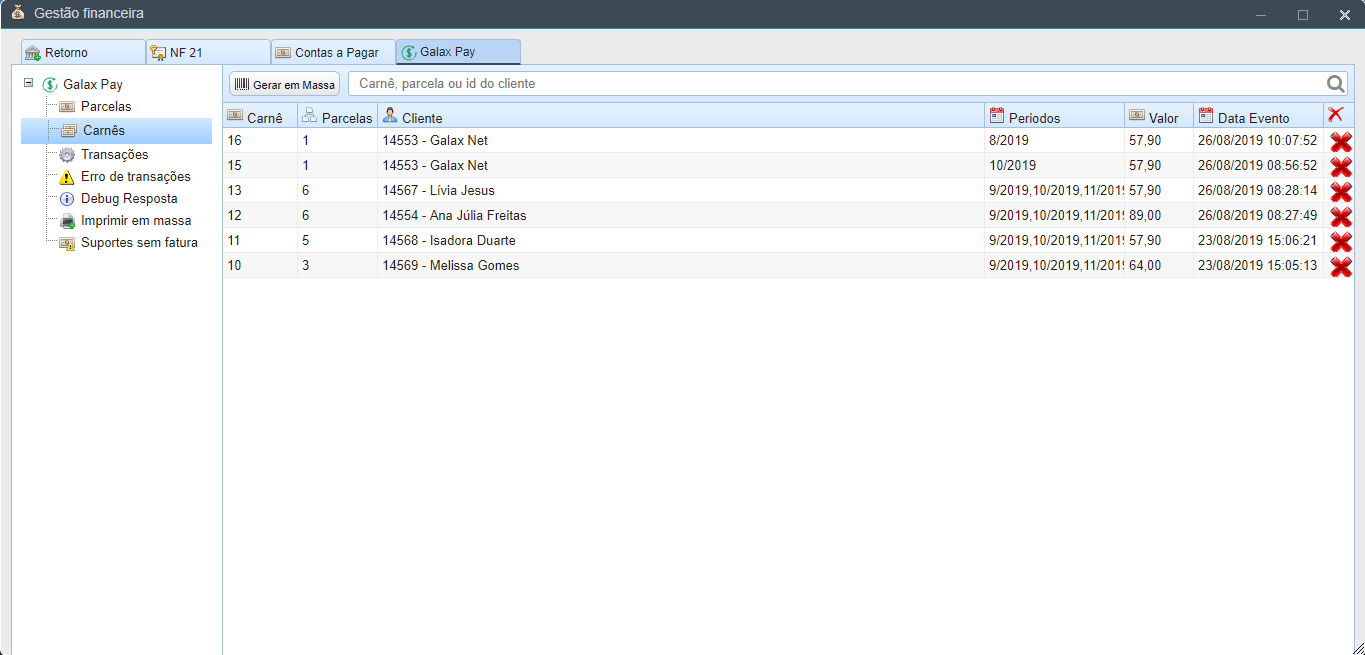 Gestão financeira
Retorno NF 21 Contas a Pagar Galax Pay
Galax Pay
Parcelas
Carnês
Transações
Erro de transações
Debug Resposta
Imprimir em massa
Suportes sem fatura
Gerar em Massa Carnê, parcela ou id do cliente
Carnê Parcelas Cliente Periodos Valor Data Evento
16 1 14553 - Galax Net 8/2019 57,90 26/08/2019 10:07:52
15 1 14553 - Galax Net 10/2019 57,90 26/08/2019 08:56:52
13 6 14567 - Lívia Jesus 9/2019,10/2019,11/2019 57,90 26/08/2019 08:28:14
12 6 14554 - Ana Júlia Freitas 9/2019,10/2019,11/2019 89,00 26/08/2019 08:27:49
11 5 14568 - Isadora Duarte 9/2019,10/2019,11/2019 57,90 23/08/2019 15:06:21
10 3 14569 - Melissa Gomes 9/2019,10/2019,11/2019 64,00 23/08/2019 15:05:13